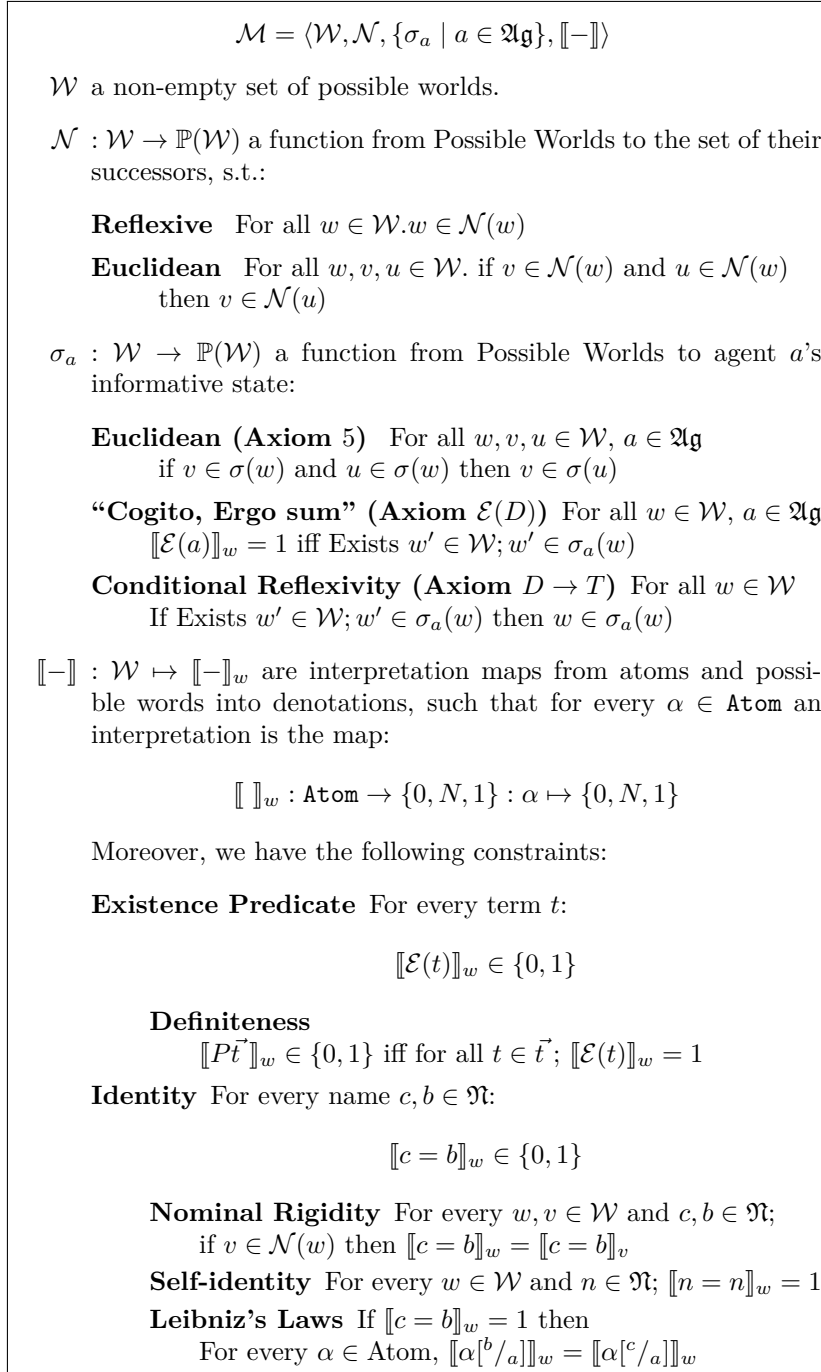 ℳ = ⟨𝒲, 𝒩, {σₐ | a ∈ 𝔄𝔤}, ⟦−⟧⟩
𝒲 a non-empty set of possible worlds.
𝒩 : 𝒲 → ℙ(𝒲) a function from Possible Worlds to the set of their
successors, s.t.:
Reflexive For all w ∈ 𝒲.w ∈ 𝒩(w)
Euclidean For all w, v, u ∈ 𝒲. if v ∈ 𝒩(w) and u ∈ 𝒩(w)
then v ∈ 𝒩(u)
σₐ : 𝒲 → ℙ(𝒲) a function from Possible Worlds to agent a's
informative state:
Euclidean (Axiom 5) For all w, v, u ∈ 𝒲, a ∈ 𝔄𝔤
if v ∈ σ(w) and u ∈ σ(w) then v ∈ σ(u)
“Cogito, Ergo sum” (Axiom ℰ(D)) For all w ∈ 𝒲, a ∈ 𝔄𝔤
⟦ℰ(a)⟧_w = 1 iff Exists w′ ∈ 𝒲; w′ ∈ σₐ(w)
Conditional Reflexivity (Axiom D → T) For all w ∈ 𝒲
If Exists w′ ∈ 𝒲; w′ ∈ σₐ(w) then w ∈ σₐ(w)
⟦−⟧ : 𝒲 ↦ ⟦−⟧_w are interpretation maps from atoms and possi-
ble words into denotations, such that for every α ∈ Atom an
interpretation is the map:
⟦ ⟧_w : Atom → {0, N, 1} : α ↦ {0, N, 1}
Moreover, we have the following constraints:
Existence Predicate For every term t:
⟦ℰ(t)⟧_w ∈ {0, 1}
Definiteness
⟦Pt⃗ ⟧_w ∈ {0, 1} iff for all t ∈ t⃗ ; ⟦ℰ(t)⟧_w = 1
Identity For every name c, b ∈ 𝔑:
⟦c = b⟧_w ∈ {0, 1}
Nominal Rigidity For every w, v ∈ 𝒲 and c, b ∈ 𝔑;
if v ∈ 𝒩(w) then ⟦c = b⟧_w = ⟦c = b⟧_v
Self-identity For every w ∈ 𝒲 and n ∈ 𝔑; ⟦n = n⟧_w = 1
Leibniz's Laws If ⟦c = b⟧_w = 1 then
For every α ∈ Atom, ⟦α[ᵇ/ₐ]⟧_w = ⟦α[ᶜ/ₐ]⟧_w